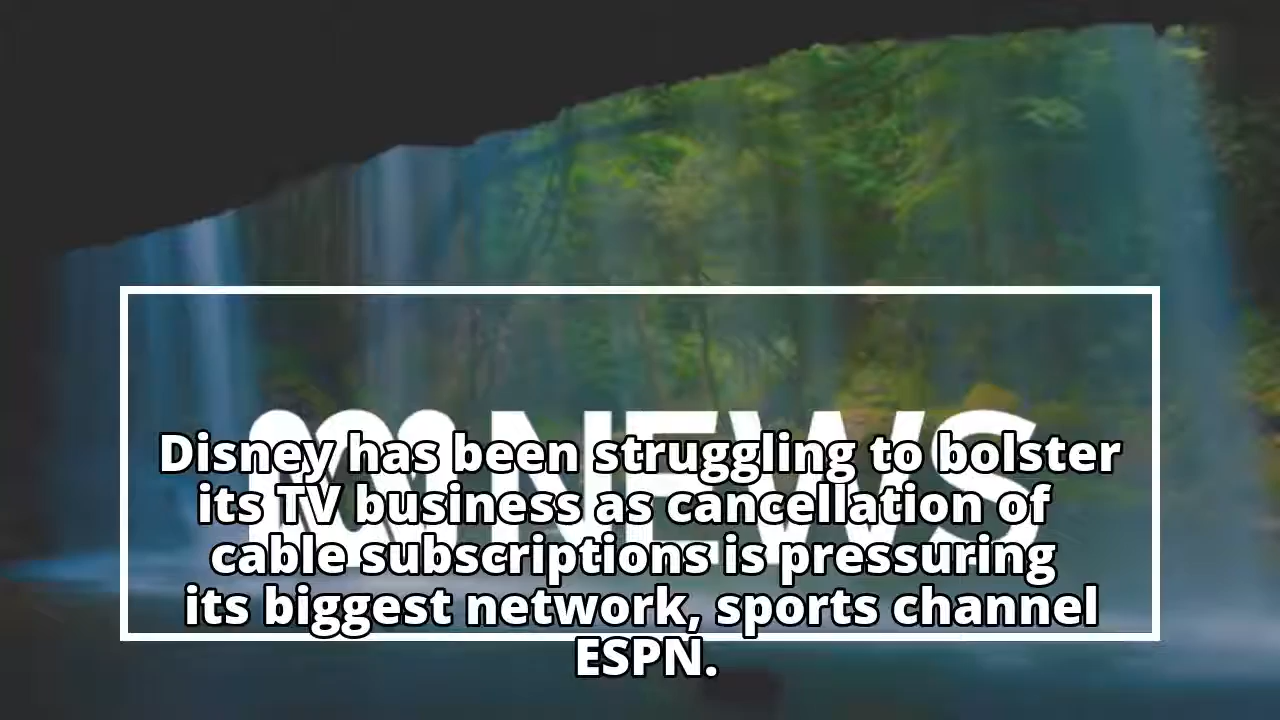 NEWS
Disney has been struggling to bolster
its TV business as cancellation of
cable subscriptions is pressuring
its biggest network, sports channel
ESPN.